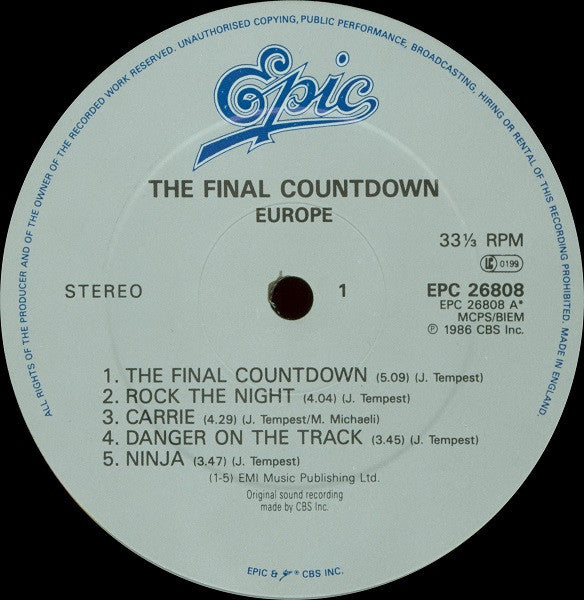 ALL RIGHTS OF THE PRODUCER AND OF THE OWNER OF THE RECORDED WORK RESERVED. UNAUTHORISED COPYING, PUBLIC PERFORMANCE, BROADCASTING, HIRING OR RENTAL OF THIS RECORDING PROHIBITED. MADE IN ENGLAND.
Epic
THE FINAL COUNTDOWN
EUROPE
33⅓ RPM
LC 0199
STEREO
1
EPC 26808
EPC 26808 A*
MCPS/BIEM
℗ 1986 CBS Inc.
1. THE FINAL COUNTDOWN (5.09) (J. Tempest)
2. ROCK THE NIGHT (4.04) (J. Tempest)
3. CARRIE (4.29) (J. Tempest/M. Michaeli)
4. DANGER ON THE TRACK (3.45) (J. Tempest)
5. NINJA (3.47) (J. Tempest)
(1-5) EMI Music Publishing Ltd.
Original sound recording
made by CBS Inc.
EPIC & ® CBS INC.